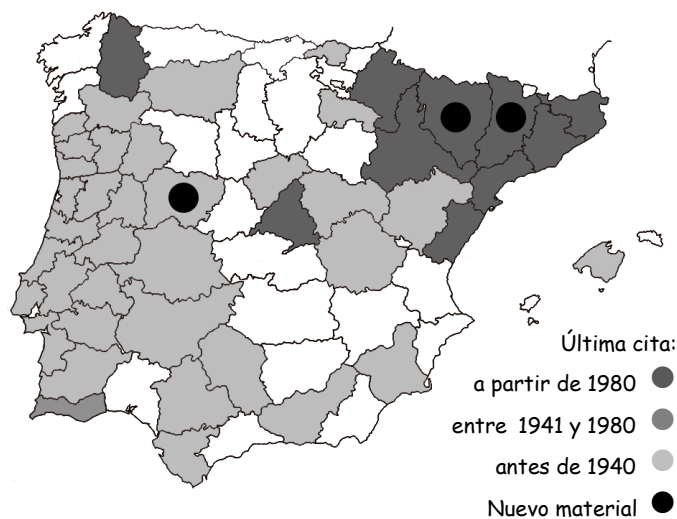 Última cita:
a partir de 1980
entre 1941 y 1980
antes de 1940
Nuevo material